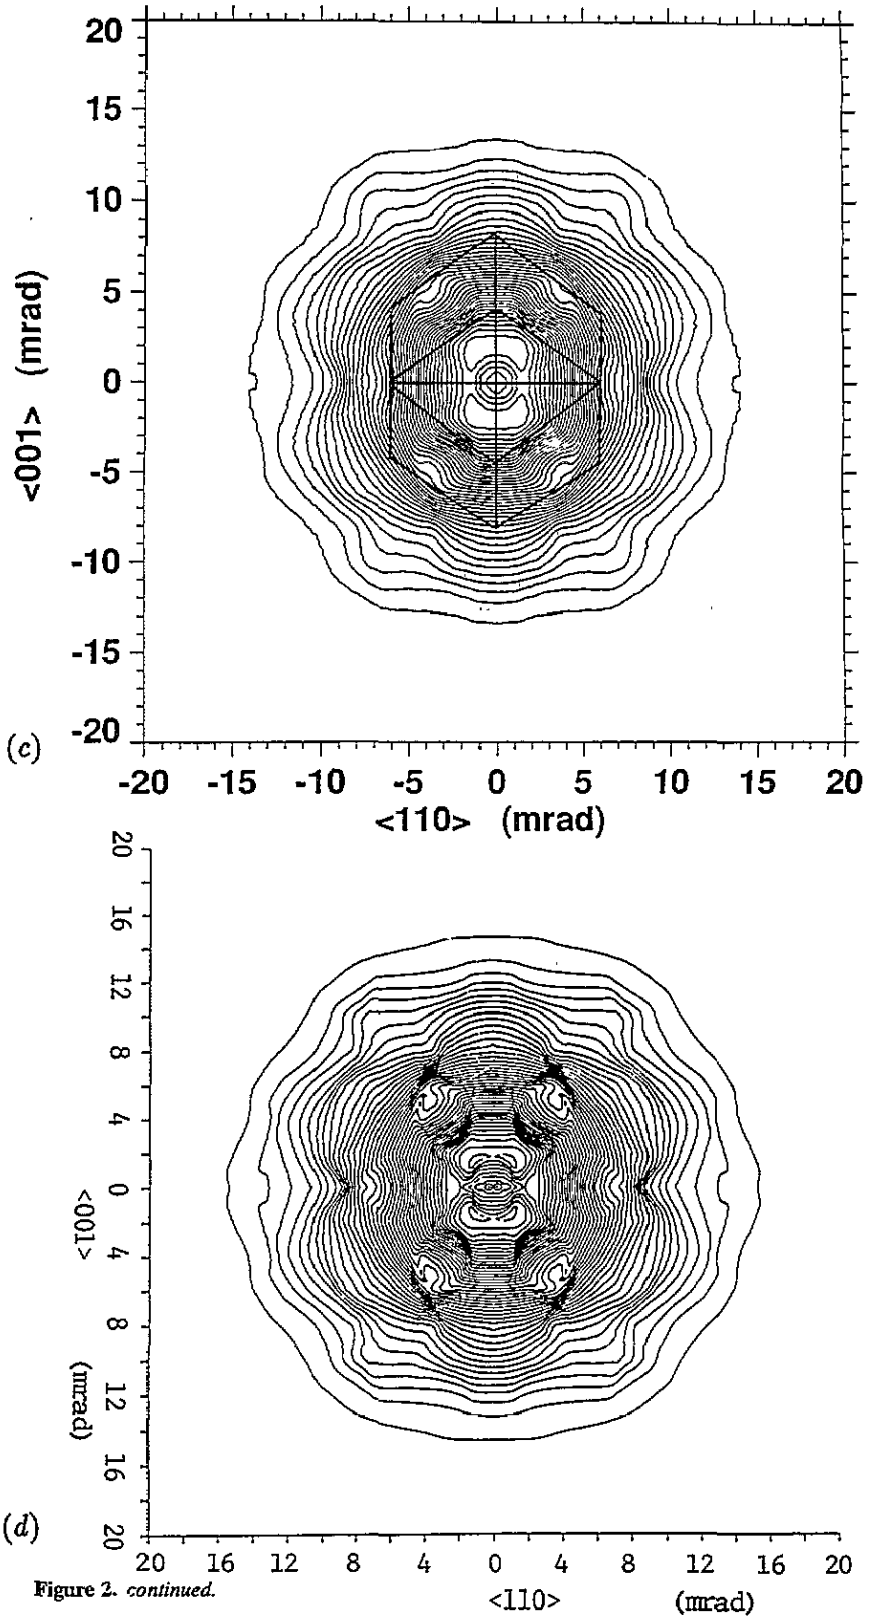 20
15
10
5
0
-5
-10
-15
-20
<001> (mrad)
(c)
-20 -15 -10 -5 0 5 10 15 20
<110> (mrad)
20
16
12
8
4
0
4
8
12
16
20
<001> (mrad)
(d)
20 16 12 8 4 0 4 8 12 16 20
<110> (mrad)
Figure 2. continued.